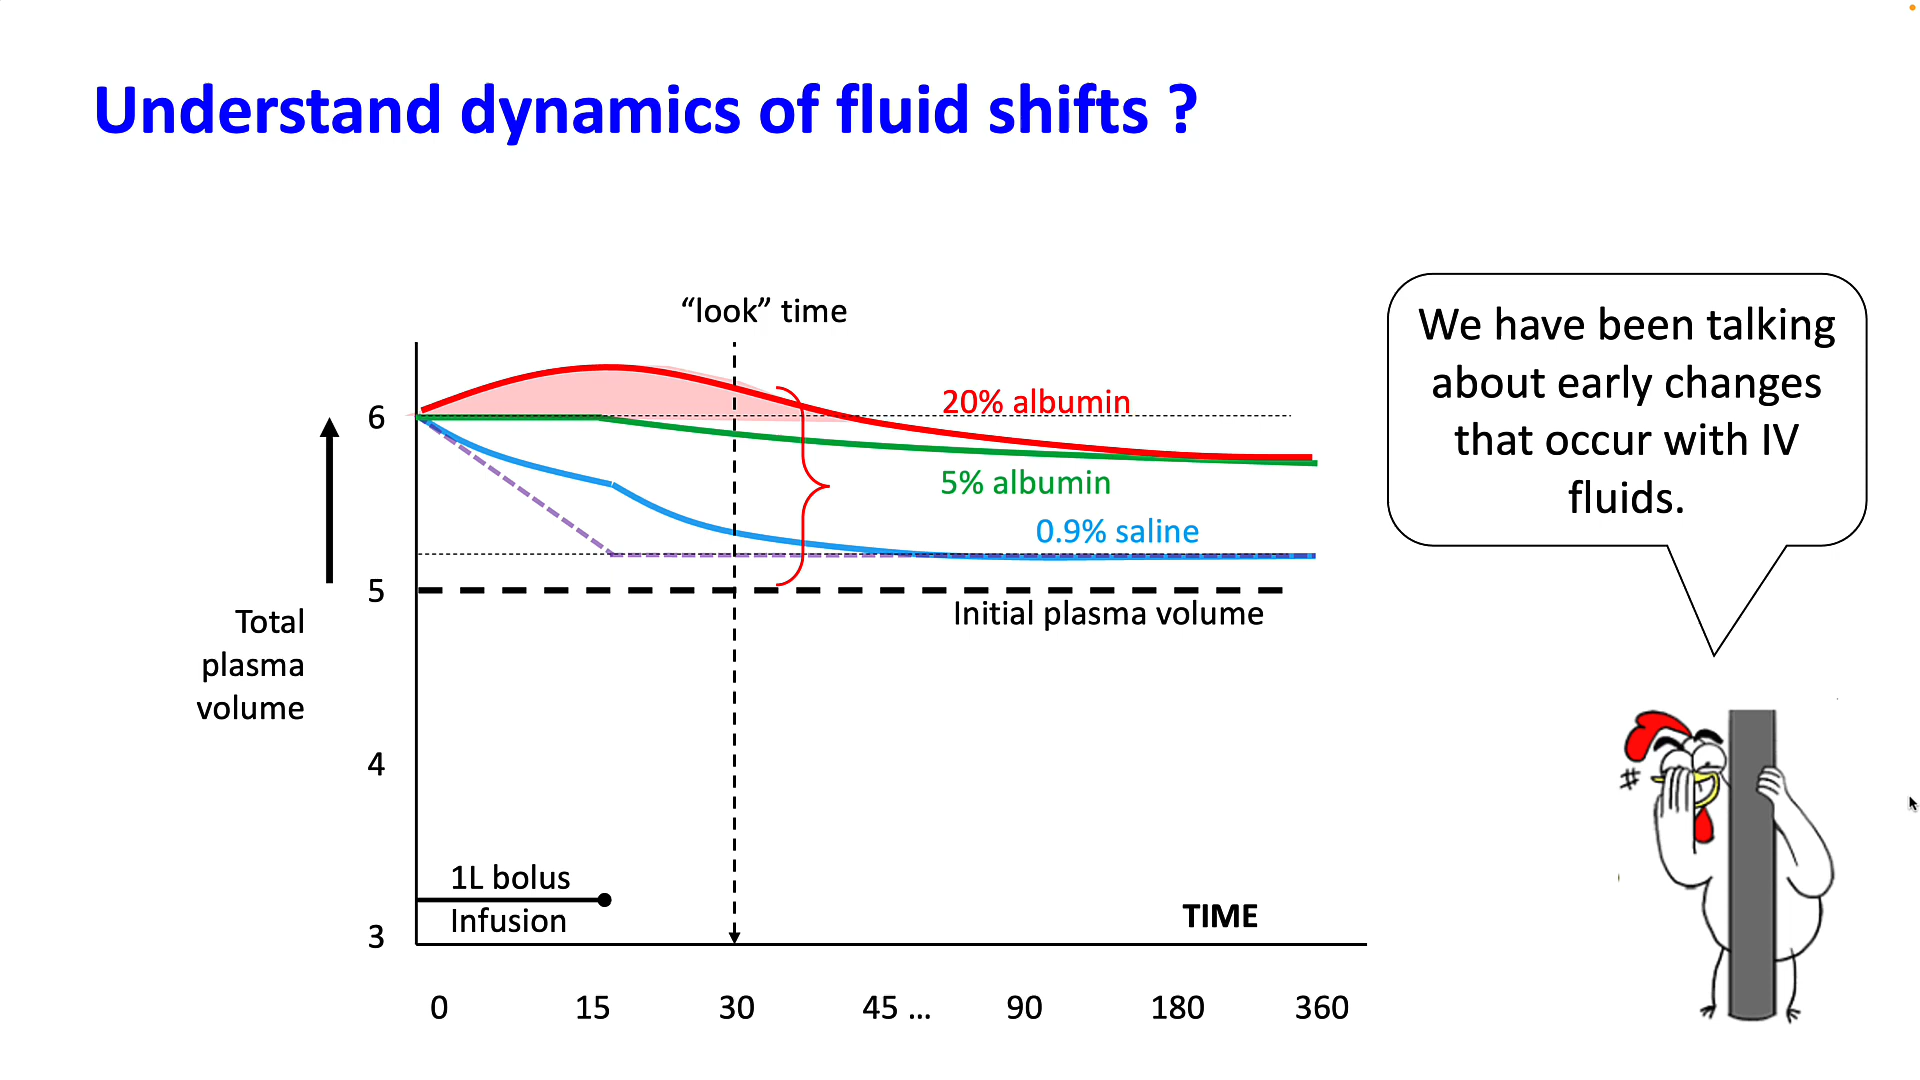 Understand dynamics of fluid shifts ?
“look” time
We have been talking
about early changes
that occur with IV
fluids.
20% albumin
6
5% albumin
0.9% saline
5
Initial plasma volume
Total
plasma
volume
4
#
1L bolus
Infusion
TIME
3
0 15 30 45 ... 90 180 360